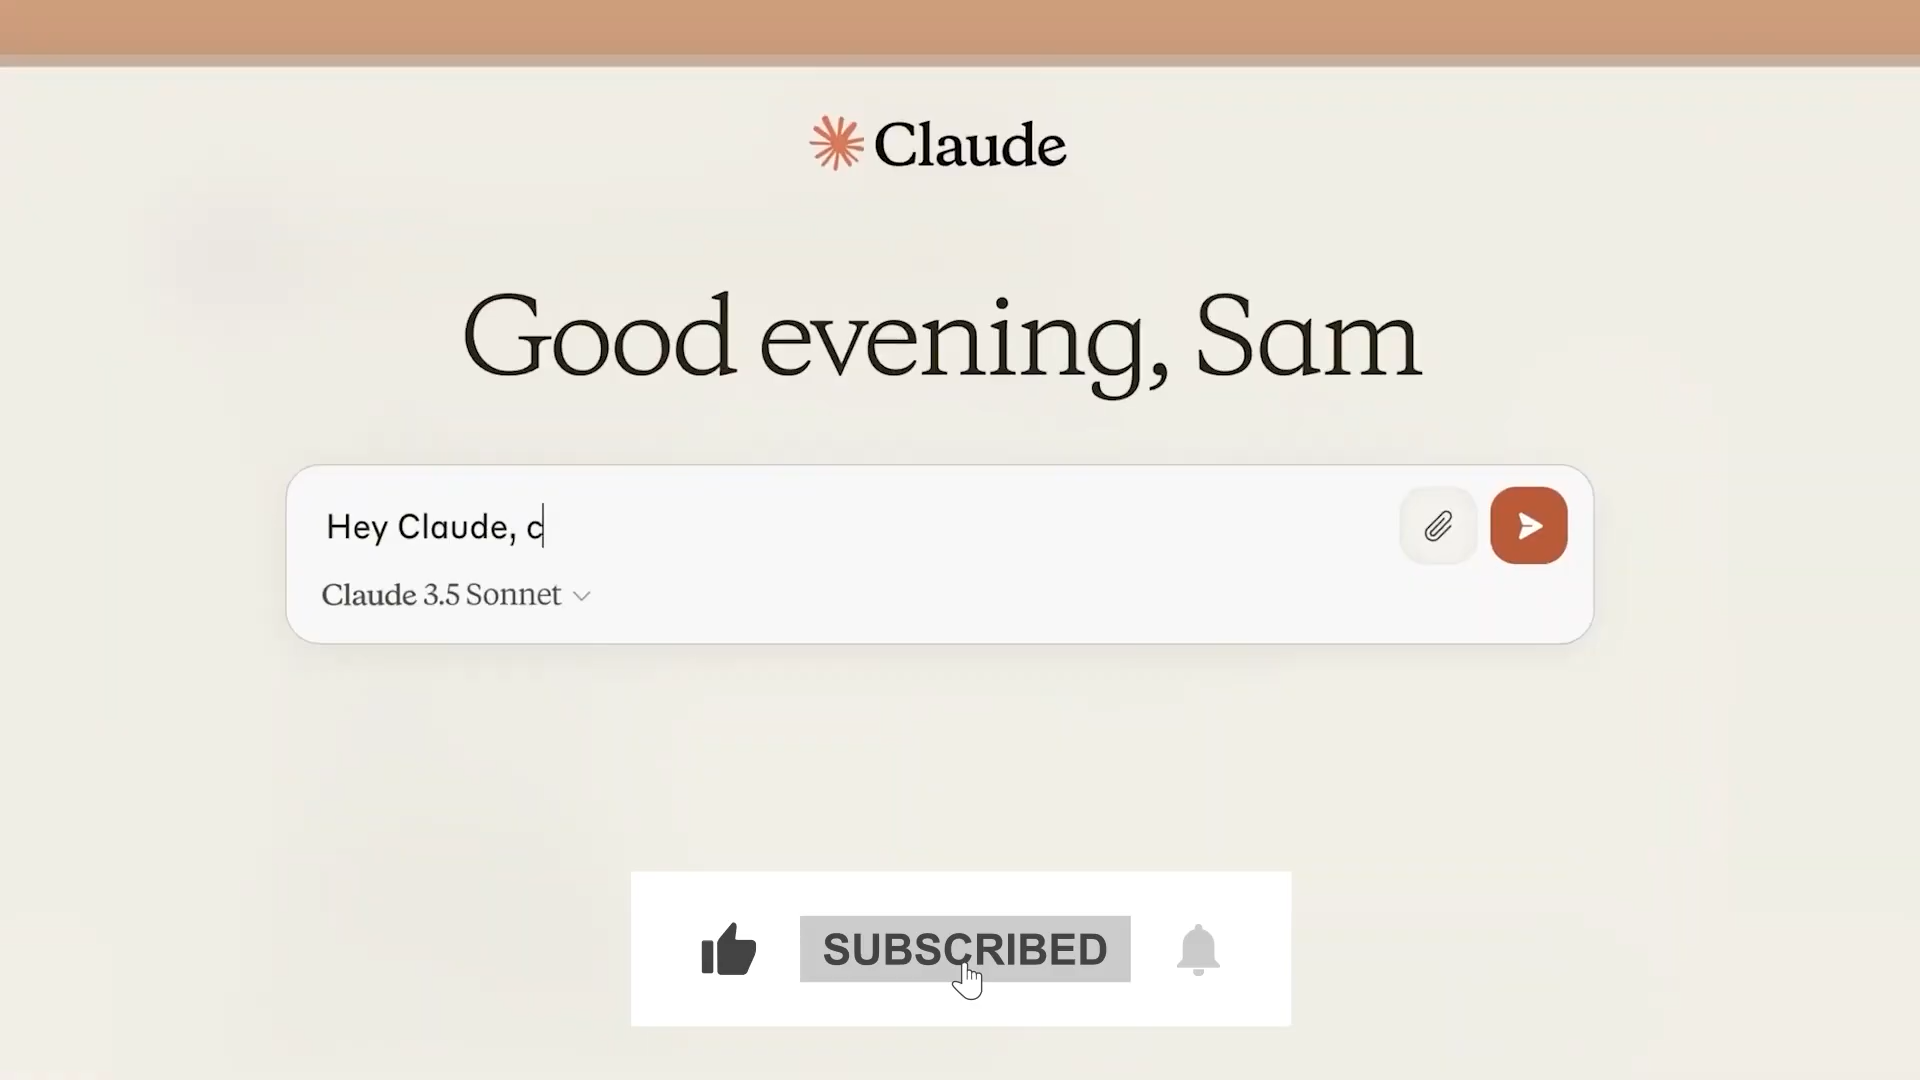 Claude
Good evening, Sam
Hey Claude, c
Claude 3.5 Sonnet
SUBSCRIBED